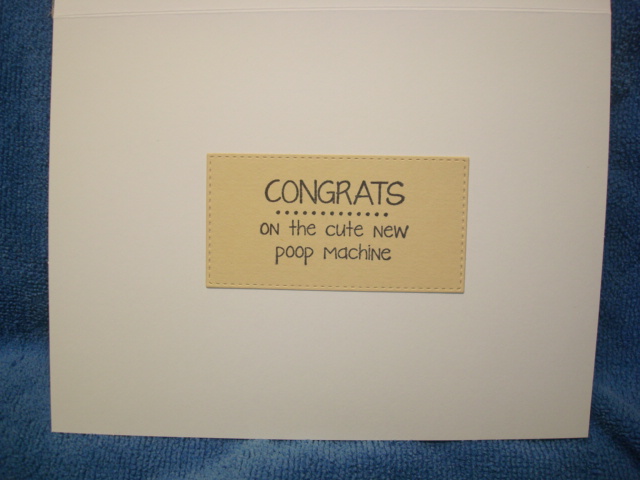 CONGRATS
on the cute new
poop machine